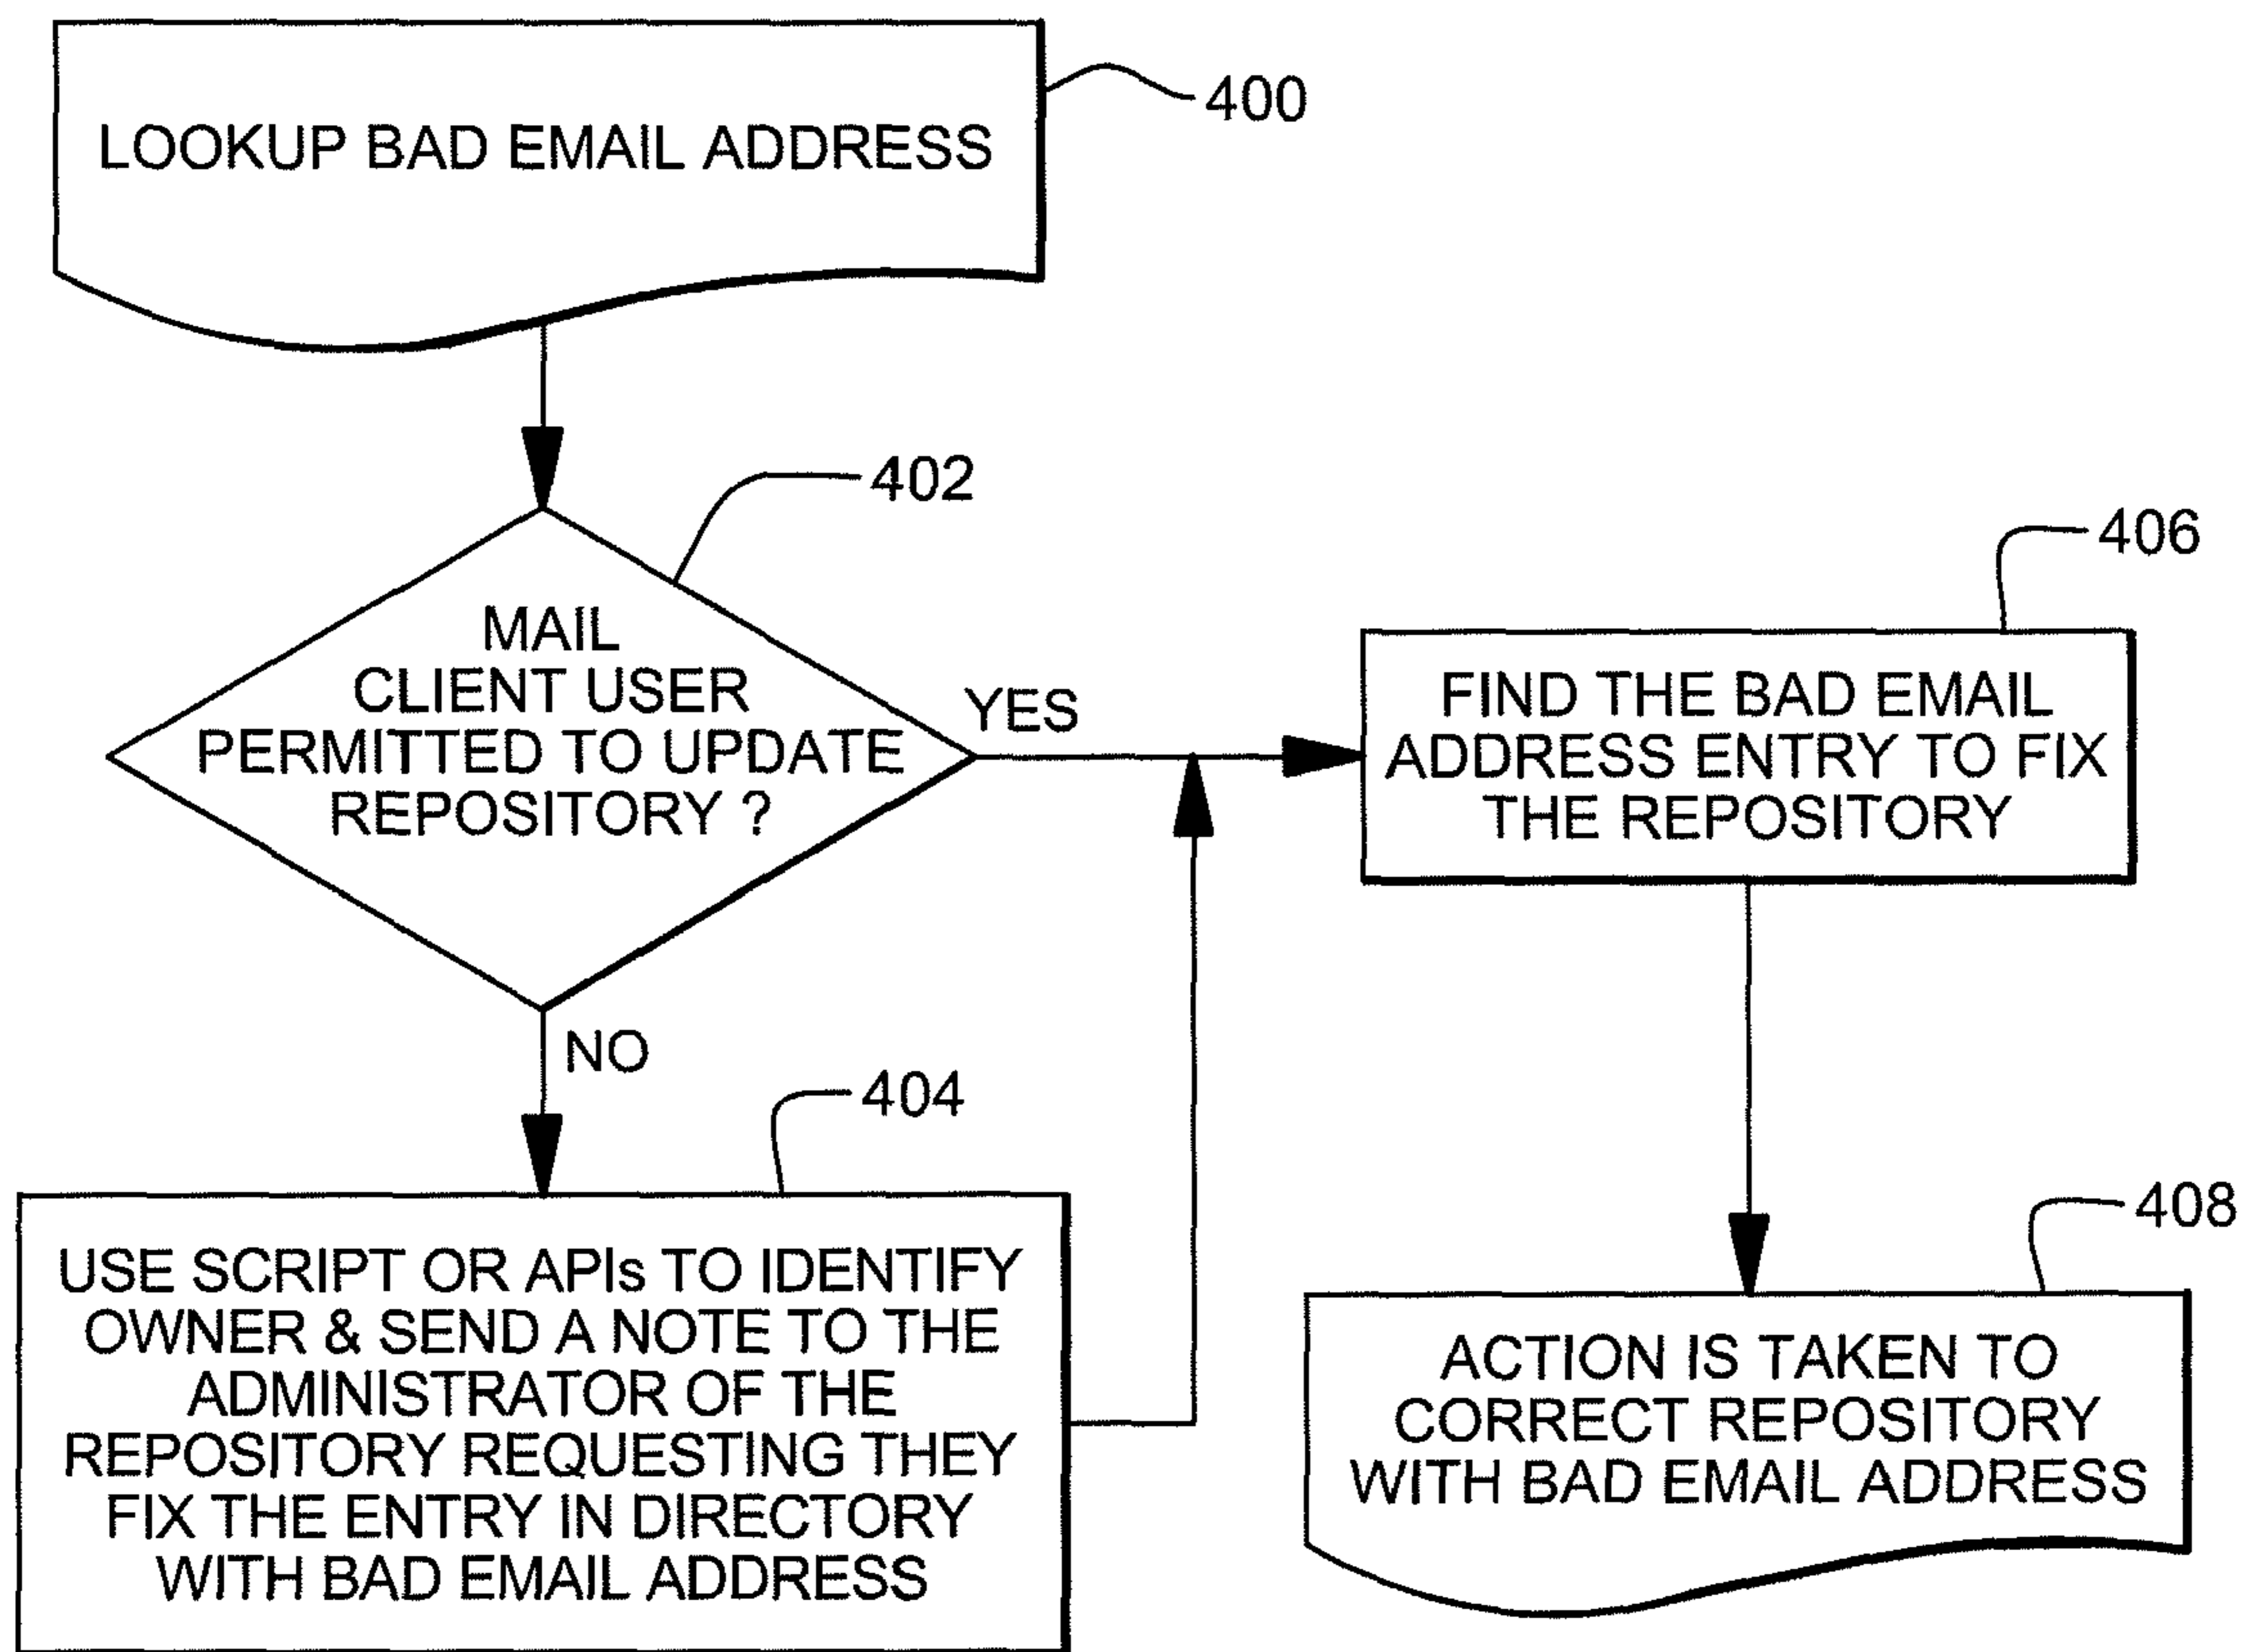 LOOKUP BAD EMAIL ADDRESS
400
402
MAIL
CLIENT USER
PERMITTED TO UPDATE
REPOSITORY ?
YES
NO
404
USE SCRIPT OR APIs TO IDENTIFY
OWNER & SEND A NOTE TO THE
ADMINISTRATOR OF THE
REPOSITORY REQUESTING THEY
FIX THE ENTRY IN DIRECTORY
WITH BAD EMAIL ADDRESS
406
FIND THE BAD EMAIL
ADDRESS ENTRY TO FIX
THE REPOSITORY
408
ACTION IS TAKEN TO
CORRECT REPOSITORY
WITH BAD EMAIL ADDRESS